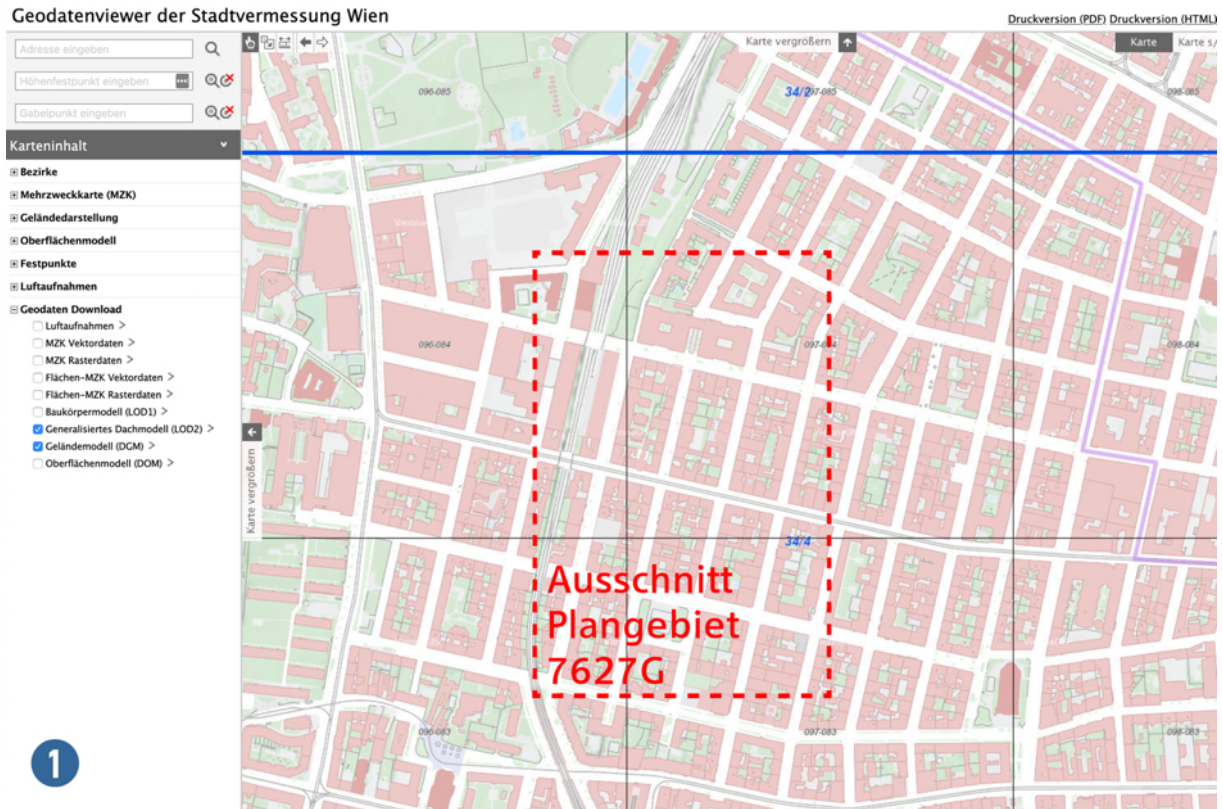 Geodatenviewer der Stadtvermessung Wien
Druckversion (PDF) Druckversion (HTML)
Adresse eingeben
Höhenfestpunkt eingeben
Gabelpunkt eingeben
Karteninhalt
Bezirke
Mehrzweckkarte (MZK)
Geländedarstellung
Oberflächenmodell
Festpunkte
Luftaufnahmen
Geodaten Download
Luftaufnahmen >
MZK Vektordaten >
MZK Rasterdaten >
Flächen-MZK Vektordaten >
Flächen-MZK Rasterdaten >
Baukörpermodell (LOD1) >
Generalisiertes Dachmodell (LOD2) >
Geländemodell (DGM) >
Oberflächenmodell (DOM) >
1
Karte vergrößern
Karte
Karte s/
Karte vergrößern
096-085
34/2
097-085
098-085
096-084
097-084
098-084
34/4
Ausschnitt
Plangebiet
7627G
096-083
097-083
098-083